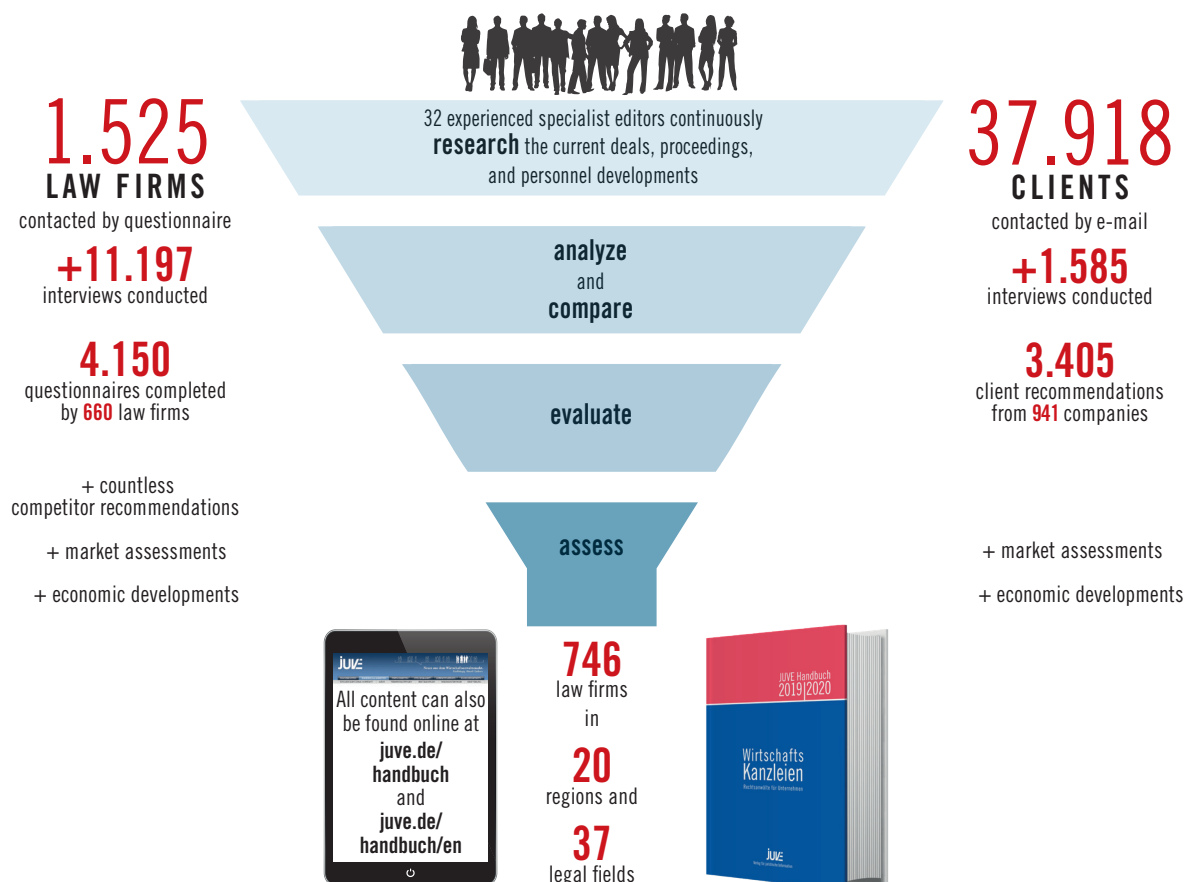 1.525
LAW FIRMS
contacted by questionnaire
+11.197
interviews conducted
4.150
questionnaires completed
by 660 law firms
+ countless
competitor recommendations
+ market assessments
+ economic developments
32 experienced specialist editors continuously
research the current deals, proceedings,
and personnel developments
analyze
and
compare
evaluate
assess
37.918
CLIENTS
contacted by e-mail
+1.585
interviews conducted
3.405
client recommendations
from 941 companies
+ market assessments
+ economic developments
JUVE
All content can also
be found online at
juve.de/
handbuch
and
juve.de/
handbuch/en
746
law firms
in
20
regions and
37
legal fields
JUVE Handbuch
2019|2020
Wirtschafts
Kanzleien
Rechtsanwälte für Unternehmen
JUVE